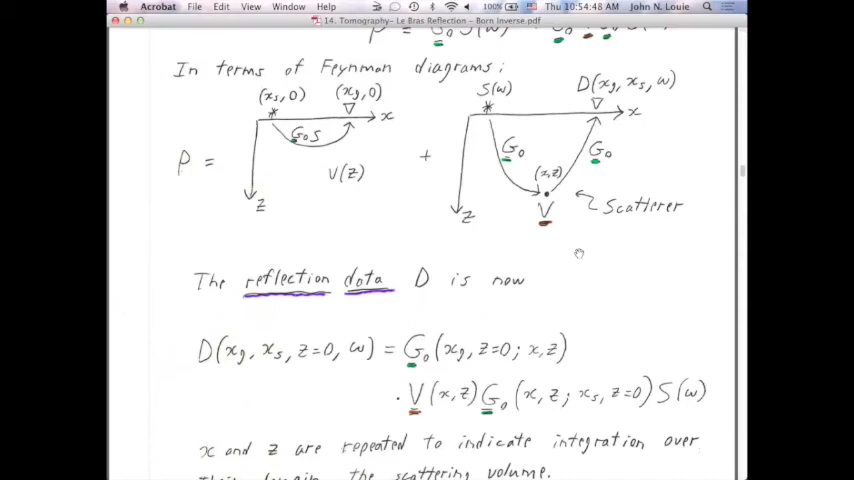 Acrobat File Edit View Window Help 100% Thu 10:54:48 AM John N. Louie
14. Tomography- Le Bras Reflection - Born Inverse.pdf
In terms of Feynman diagrams;
(xs,0) (xg,0) S(ω) D(xg, xs, ω)
* ∇ x * ∇ x
G0S G0 G0
P = V(Z) + (x,z)
V Scatterer
Z Z
The reflection data D is now
D(xg, xs, z=0, ω) = G0(xg, z=0; x,z)
· V(x,z) G0(x,z; xs, z=0) S(ω)
x and z are repeated to indicate integration over
the scattering volume.